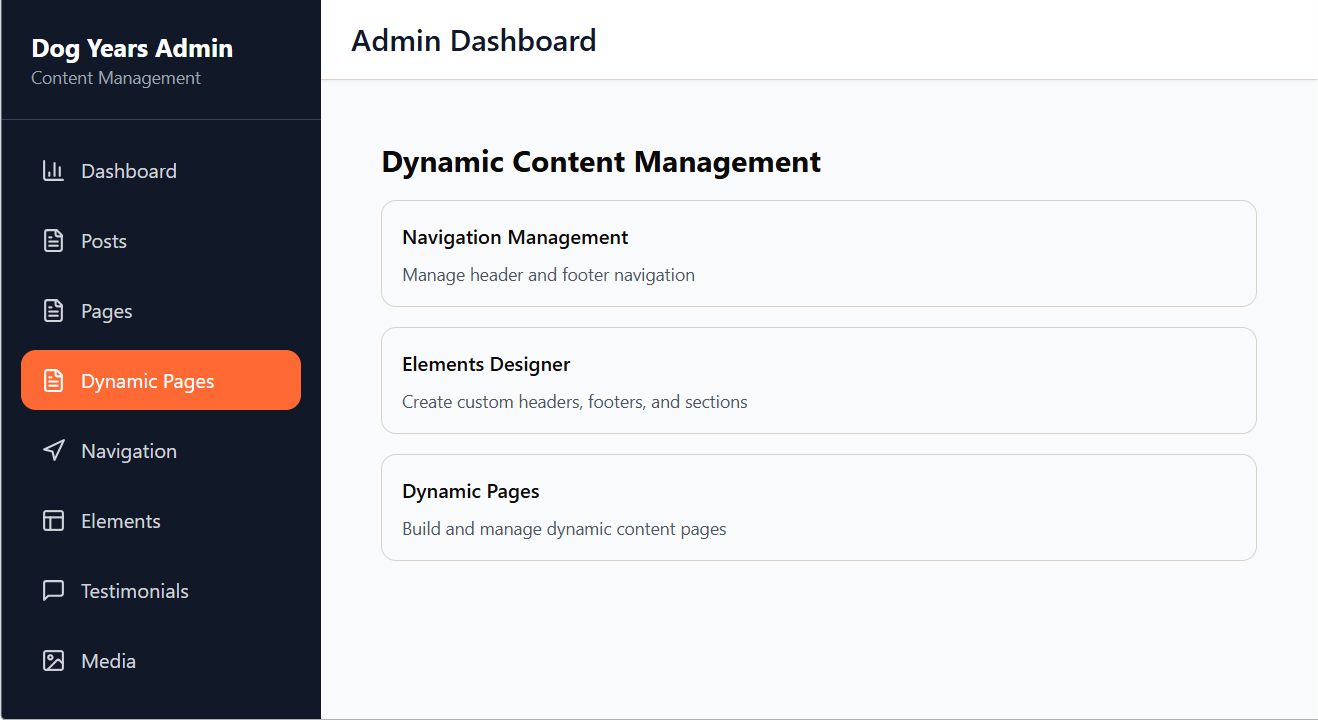 Dog Years Admin
Content Management
Dashboard
Posts
Pages
Dynamic Pages
Navigation
Elements
Testimonials
Media
Admin Dashboard
Dynamic Content Management
Navigation Management
Manage header and footer navigation
Elements Designer
Create custom headers, footers, and sections
Dynamic Pages
Build and manage dynamic content pages